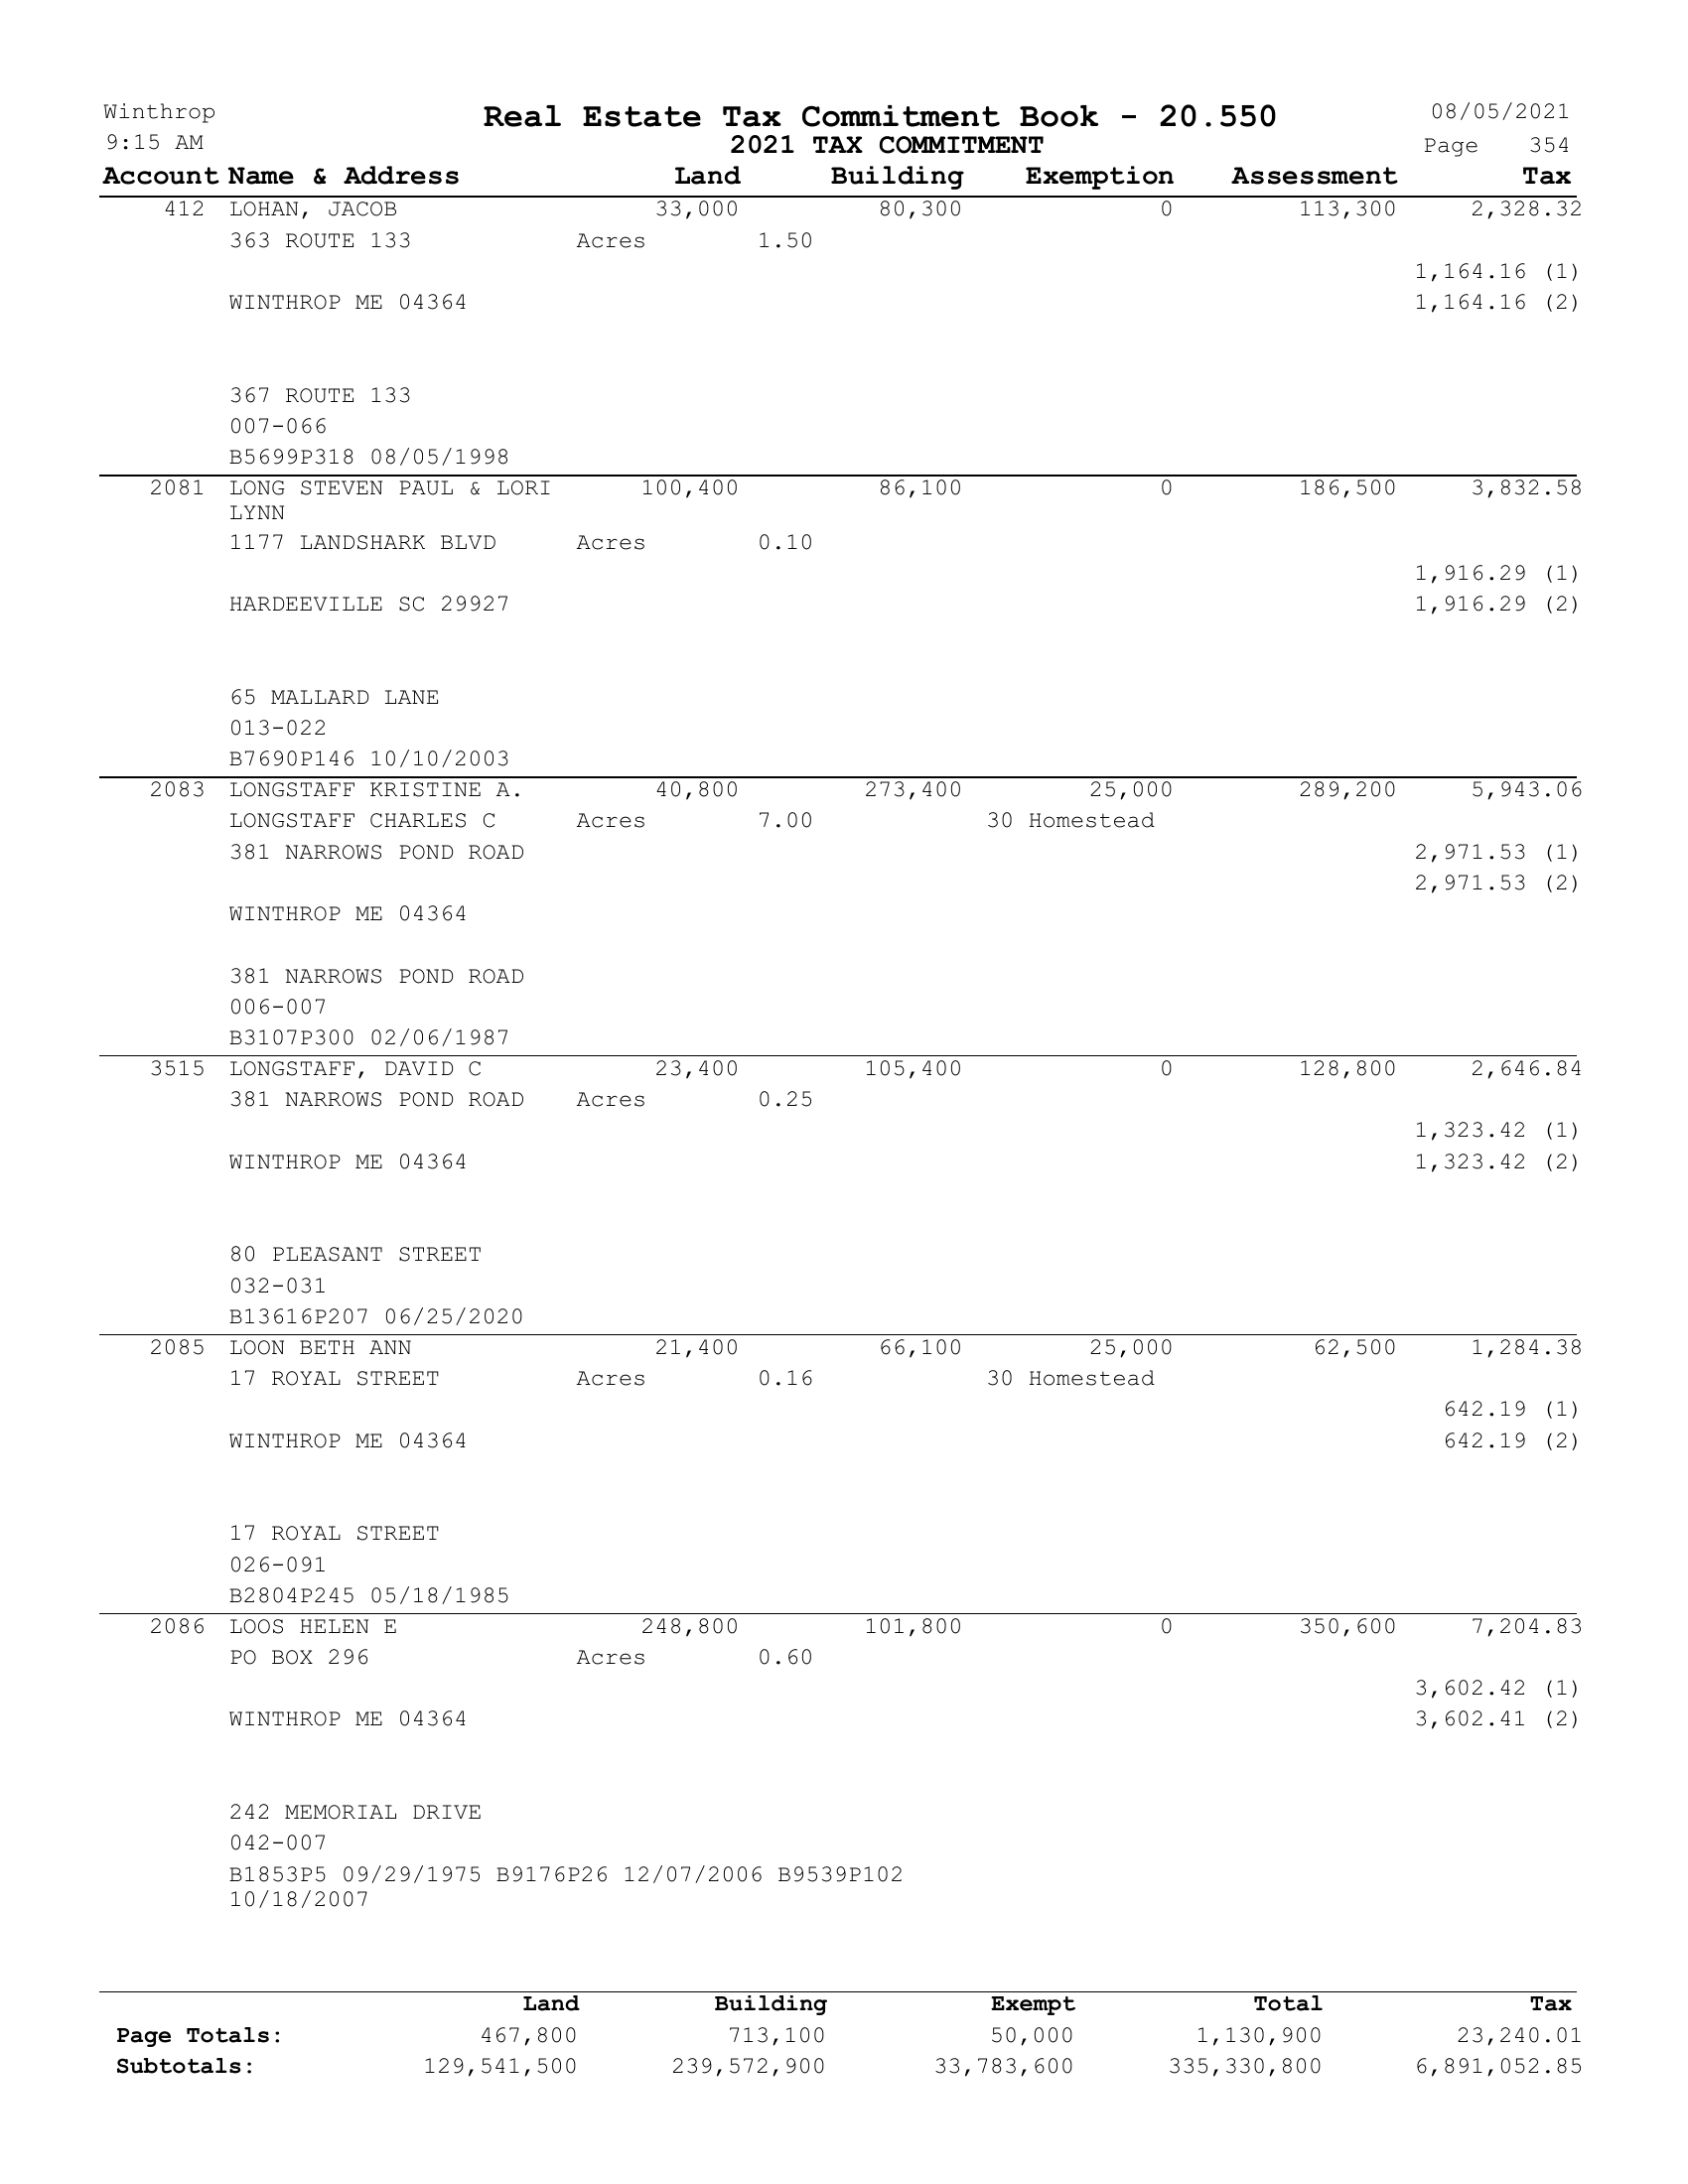 Winthrop Real Estate Tax Commitment Book - 20.550 08/05/2021
9:15 AM 2021 TAX COMMITMENT Page 354
Account Name & Address Land Building Exemption Assessment Tax
412 LOHAN, JACOB 33,000 80,300 0 113,300 2,328.32
363 ROUTE 133 Acres 1.50
1,164.16 (1)
WINTHROP ME 04364 1,164.16 (2)
367 ROUTE 133
007-066
B5699P318 08/05/1998
2081 LONG STEVEN PAUL & LORI 100,400 86,100 0 186,500 3,832.58
LYNN
1177 LANDSHARK BLVD Acres 0.10
1,916.29 (1)
HARDEEVILLE SC 29927 1,916.29 (2)
65 MALLARD LANE
013-022
B7690P146 10/10/2003
2083 LONGSTAFF KRISTINE A. 40,800 273,400 25,000 289,200 5,943.06
LONGSTAFF CHARLES C Acres 7.00 30 Homestead
381 NARROWS POND ROAD 2,971.53 (1)
2,971.53 (2)
WINTHROP ME 04364
381 NARROWS POND ROAD
006-007
B3107P300 02/06/1987
3515 LONGSTAFF, DAVID C 23,400 105,400 0 128,800 2,646.84
381 NARROWS POND ROAD Acres 0.25
1,323.42 (1)
WINTHROP ME 04364 1,323.42 (2)
80 PLEASANT STREET
032-031
B13616P207 06/25/2020
2085 LOON BETH ANN 21,400 66,100 25,000 62,500 1,284.38
17 ROYAL STREET Acres 0.16 30 Homestead
642.19 (1)
WINTHROP ME 04364 642.19 (2)
17 ROYAL STREET
026-091
B2804P245 05/18/1985
2086 LOOS HELEN E 248,800 101,800 0 350,600 7,204.83
PO BOX 296 Acres 0.60
3,602.42 (1)
WINTHROP ME 04364 3,602.41 (2)
242 MEMORIAL DRIVE
042-007
B1853P5 09/29/1975 B9176P26 12/07/2006 B9539P102
10/18/2007
Land Building Exempt Total Tax
Page Totals: 467,800 713,100 50,000 1,130,900 23,240.01
Subtotals: 129,541,500 239,572,900 33,783,600 335,330,800 6,891,052.85